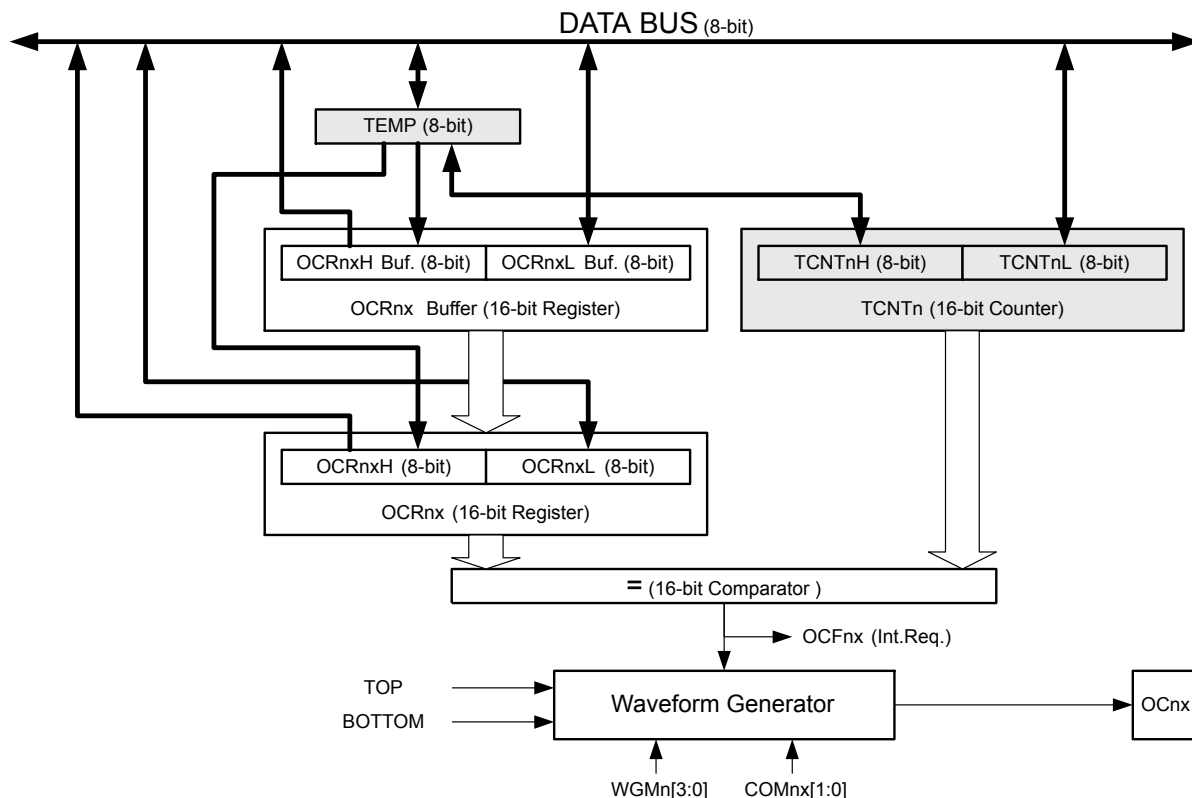 DATA BUS (8-bit)
TEMP (8-bit)
OCRnxH Buf. (8-bit)
OCRnxL Buf. (8-bit)
OCRnx Buffer (16-bit Register)
TCNTnH (8-bit)
TCNTnL (8-bit)
TCNTn (16-bit Counter)
OCRnxH (8-bit)
OCRnxL (8-bit)
OCRnx (16-bit Register)
= (16-bit Comparator )
OCFnx (Int.Req.)
TOP
BOTTOM
Waveform Generator
OCnx
WGMn[3:0]
COMnx[1:0]